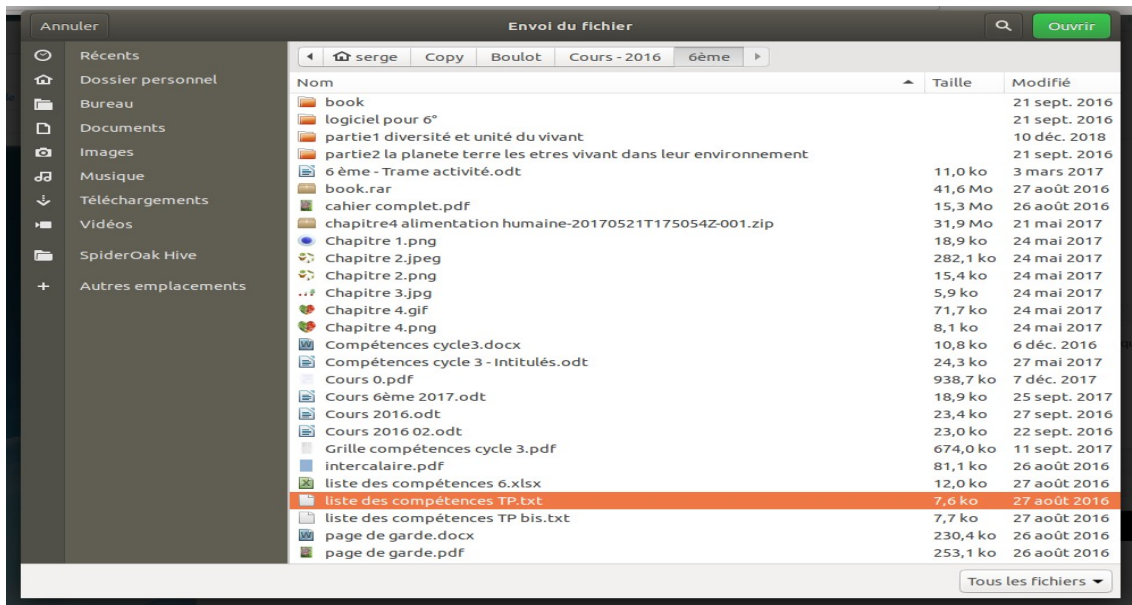 Annuler Envoi du fichier Ouvrir
Récents
Dossier personnel
Bureau
Documents
Images
Musique
Téléchargements
Vidéos
SpiderOak Hive
Autres emplacements
serge Copy Boulot Cours - 2016 6ème
Nom Taille Modifié
book 21 sept. 2016
logiciel pour 6° 21 sept. 2016
partie1 diversité et unité du vivant 10 déc. 2018
partie2 la planete terre les etres vivant dans leur environnement 21 sept. 2016
6 ème - Trame activité.odt 11,0 ko 3 mars 2017
book.rar 41,6 Mo 27 août 2016
cahier complet.pdf 15,3 Mo 26 août 2016
chapitre4 alimentation humaine-20170521T175054Z-001.zip 31,9 Mo 21 mai 2017
Chapitre 1.png 18,9 ko 24 mai 2017
Chapitre 2.jpeg 282,1 ko 24 mai 2017
Chapitre 2.png 15,4 ko 24 mai 2017
Chapitre 3.jpg 5,9 ko 24 mai 2017
Chapitre 4.gif 71,7 ko 24 mai 2017
Chapitre 4.png 8,1 ko 24 mai 2017
Compétences cycle3.docx 10,8 ko 6 déc. 2016
Compétences cycle 3 - Intitulés.odt 24,3 ko 27 mai 2017
Cours 0.pdf 938,7 ko 7 déc. 2017
Cours 6ème 2017.odt 18,9 ko 25 sept. 2017
Cours 2016.odt 23,4 ko 27 sept. 2016
Cours 2016 02.odt 23,0 ko 22 sept. 2016
Grille compétences cycle 3.pdf 674,0 ko 11 sept. 2017
intercalaire.pdf 81,1 ko 26 août 2016
liste des compétences 6.xlsx 12,0 ko 27 août 2016
liste des compétences TP.txt 7,6 ko 27 août 2016
liste des compétences TP bis.txt 7,7 ko 27 août 2016
page de garde.docx 230,4 ko 26 août 2016
page de garde.pdf 253,1 ko 26 août 2016
Tous les fichiers